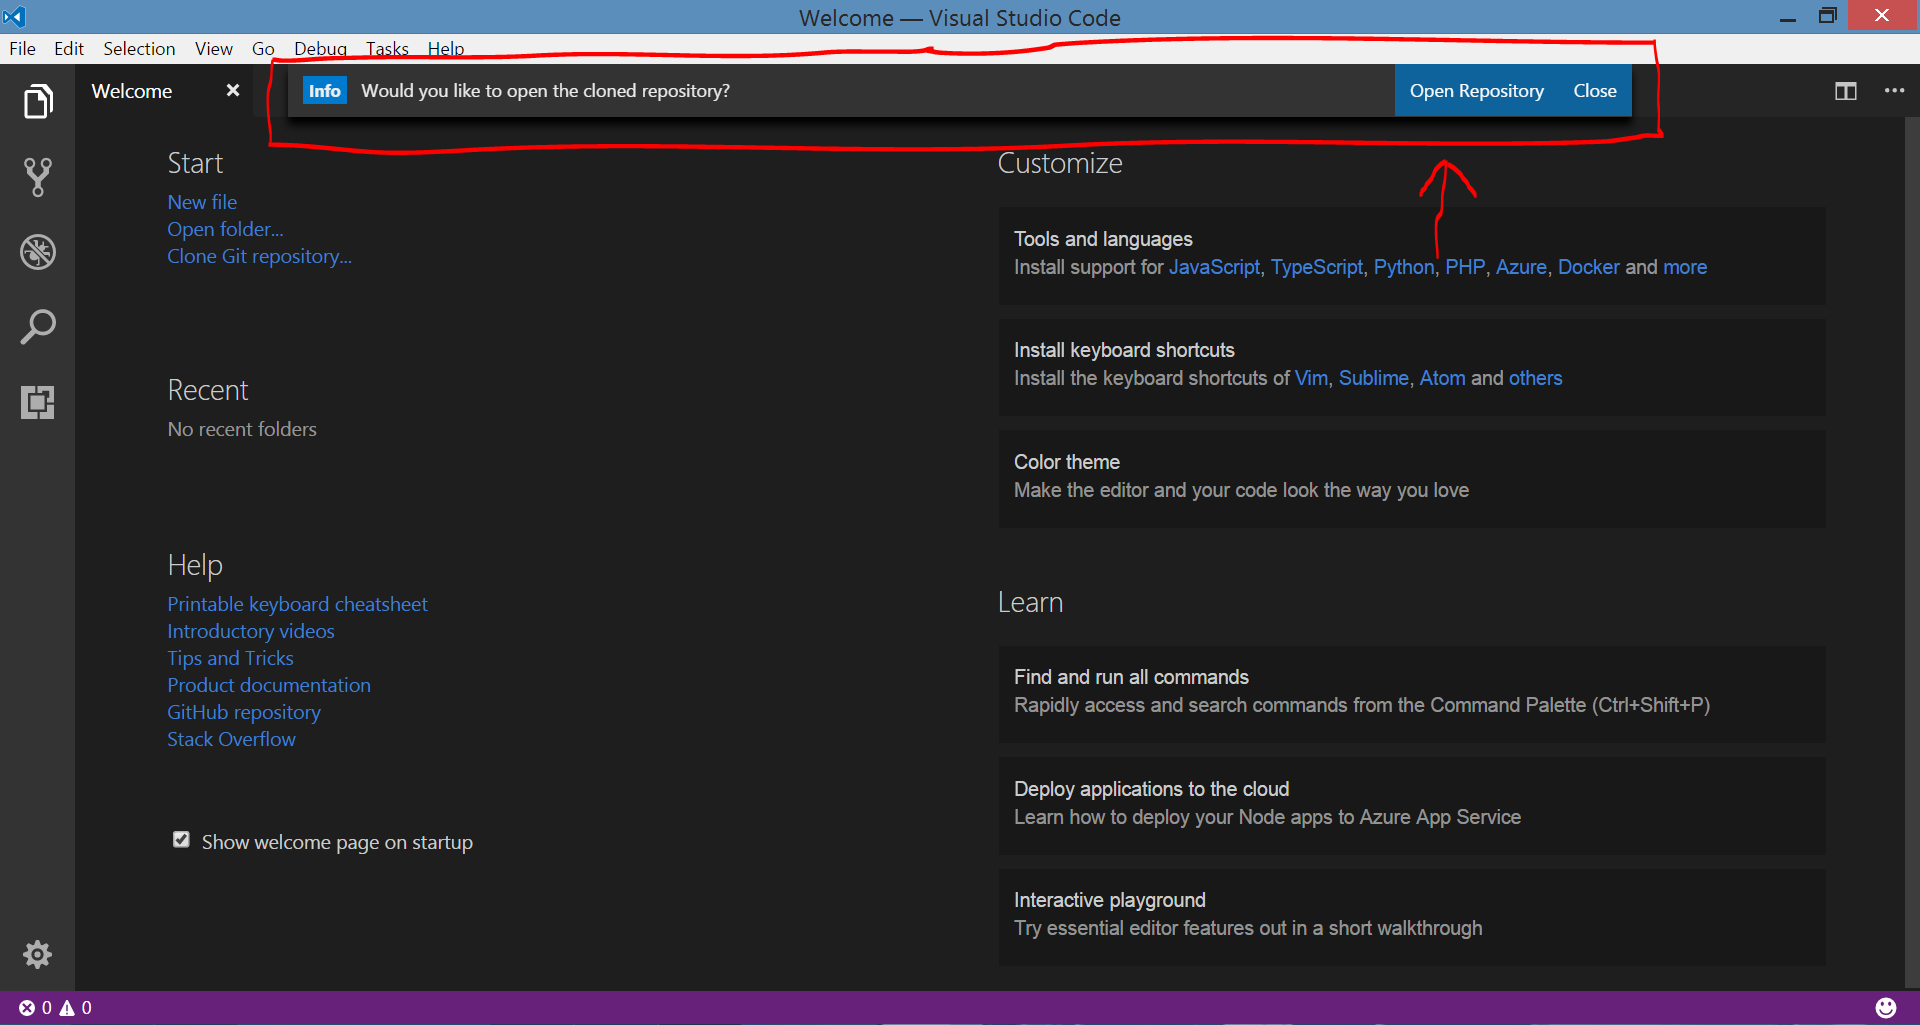 Welcome — Visual Studio Code
File Edit Selection View Go Debug Tasks Help
Welcome
Info Would you like to open the cloned repository? Open Repository Close
Start
New file
Open folder...
Clone Git repository...
Recent
No recent folders
Help
Printable keyboard cheatsheet
Introductory videos
Tips and Tricks
Product documentation
GitHub repository
Stack Overflow
Show welcome page on startup
Customize
Tools and languages
Install support for JavaScript, TypeScript, Python, PHP, Azure, Docker and more
Install keyboard shortcuts
Install the keyboard shortcuts of Vim, Sublime, Atom and others
Color theme
Make the editor and your code look the way you love
Learn
Find and run all commands
Rapidly access and search commands from the Command Palette (Ctrl+Shift+P)
Deploy applications to the cloud
Learn how to deploy your Node apps to Azure App Service
Interactive playground
Try essential editor features out in a short walkthrough
0 0